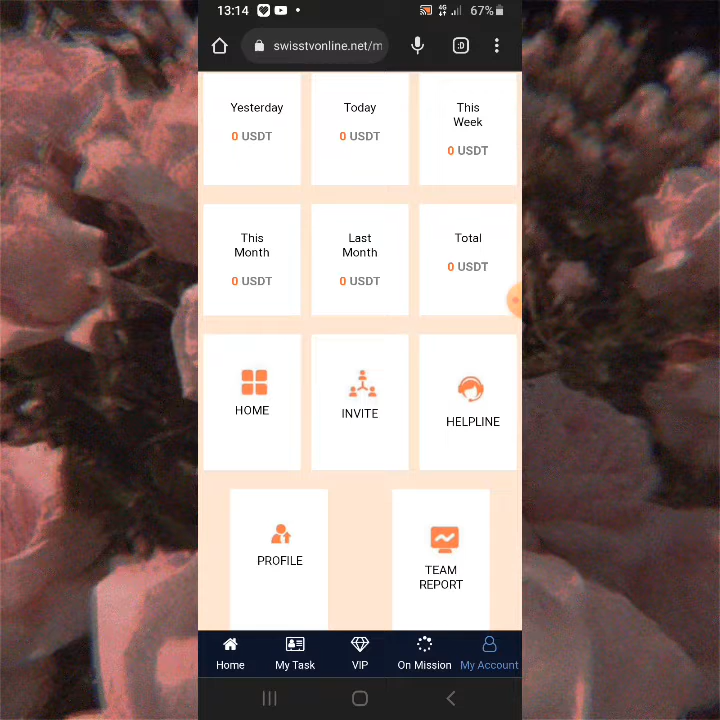 13:14
4G
67%
swisstvonline.net/m
:D
Yesterday
Today
This
Week
0 USDT
0 USDT
0 USDT
This
Month
Last
Month
Total
0 USDT
0 USDT
0 USDT
HOME
INVITE
HELPLINE
PROFILE
TEAM
REPORT
Home
My Task
VIP
On Mission
My Account